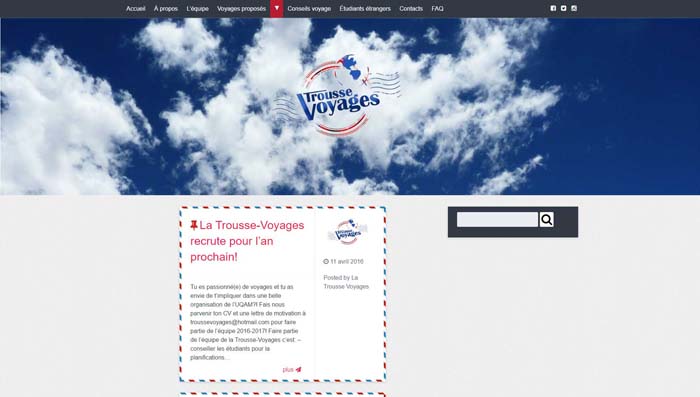 Accueil À propos L'équipe Voyages proposés ▼ Conseils voyage Étudiants étrangers Contacts FAQ
Trousse
Voyages
La Trousse-Voyages
recrute pour l'an
prochain!
Trousse
Voyages
11 avril 2016
Posted by La
Trousse Voyages
Tu es passionné(e) de voyages et tu as
envie de t'impliquer dans une belle
organisation de l'UQAM?! Fais nous
parvenir ton CV et une lettre de motivation à
troussevoyages@hotmail.com pour faire
partie de l'équipe 2016-2017! Faire partie
de l'équipe de la Trousse-Voyages c'est: –
conseiller les étudiants pour la
planifications…
plus